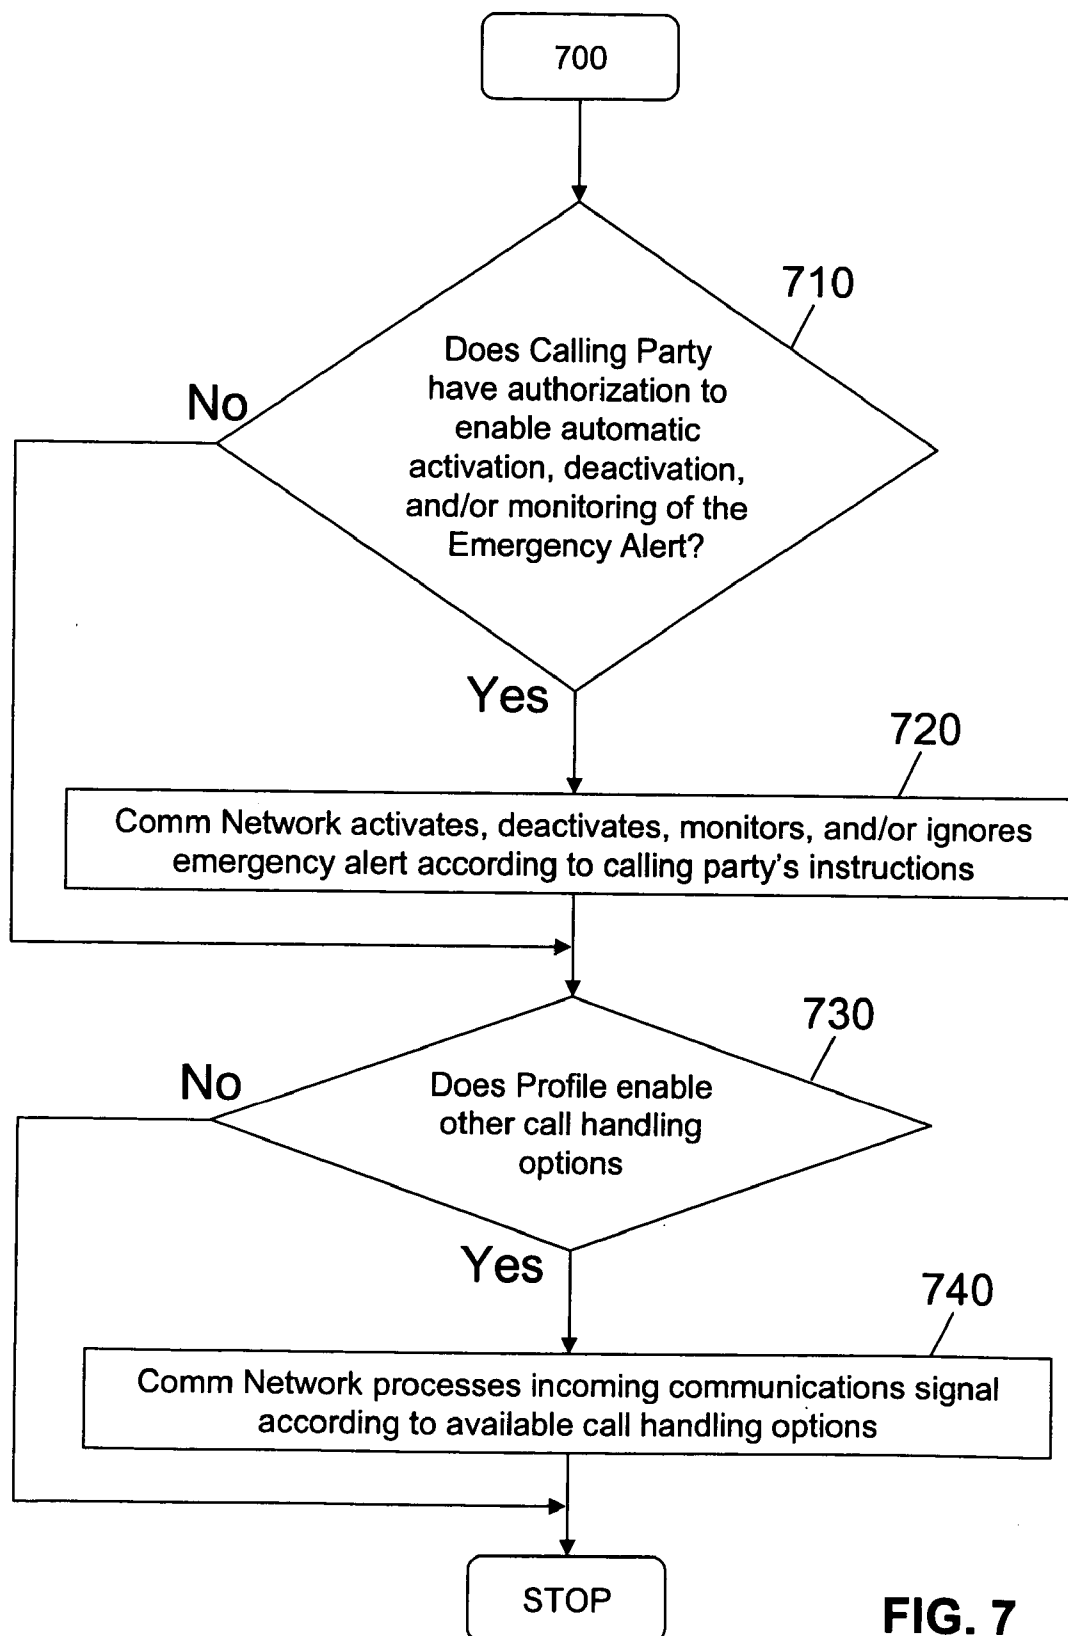 700
710
Does Calling Party
have authorization to
enable automatic
activation, deactivation,
and/or monitoring of the
Emergency Alert?
No
Yes
720
Comm Network activates, deactivates, monitors, and/or ignores
emergency alert according to calling party's instructions
730
Does Profile enable
other call handling
options
No
Yes
740
Comm Network processes incoming communications signal
according to available call handling options
STOP
FIG. 7